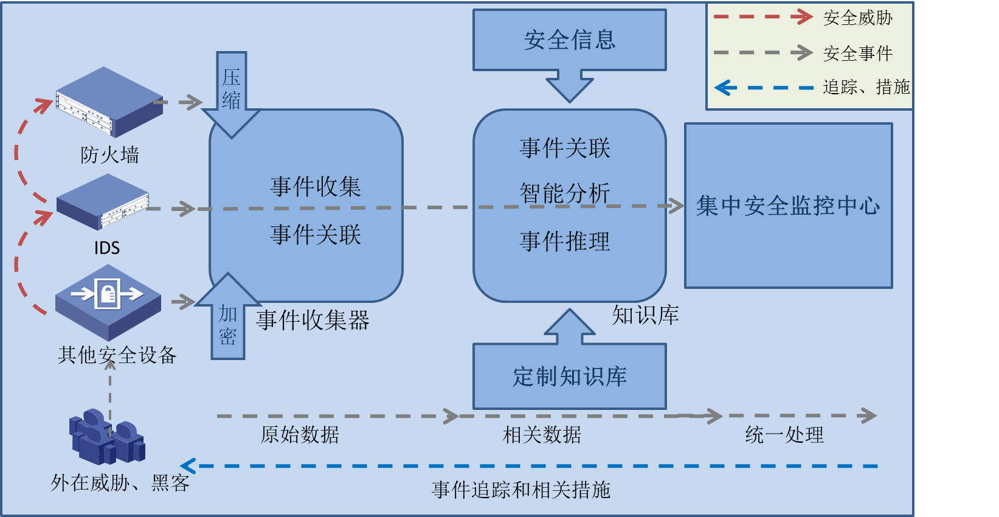 安全威胁
安全事件
追踪、措施
安全信息
压缩
防火墙
IDS
其他安全设备
外在威胁、黑客
事件收集
事件关联
加密
事件收集器
事件关联
智能分析
事件推理
知识库
定制知识库
集中安全监控中心
原始数据
相关数据
统一处理
事件追踪和相关措施